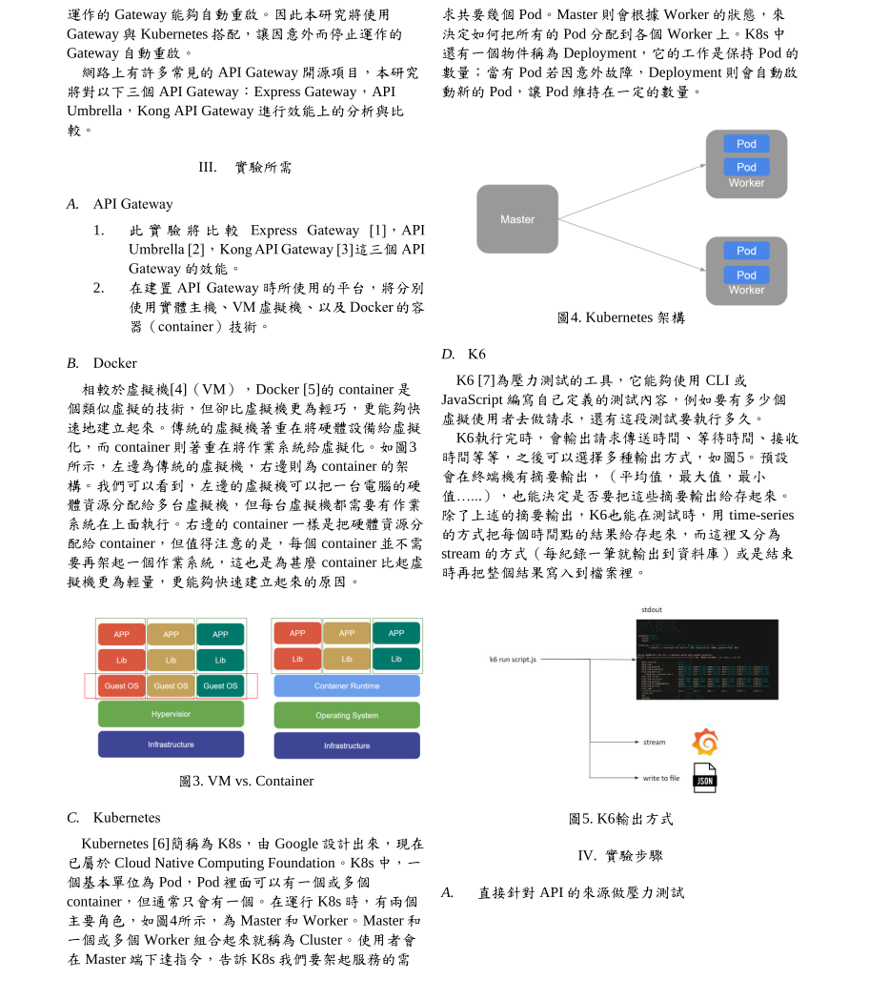 運作的 Gateway 能夠自動重啟。因此本研究將使用
Gateway 與 Kubernetes 搭配，讓因意外而停止運作的
Gateway 自動重啟。
網路上有許多常見的 API Gateway 開源項目，本研究
將對以下三個 API Gateway：Express Gateway，API
Umbrella，Kong API Gateway 進行效能上的分析與比
較。
III. 實驗所需
A. API Gateway
1. 此實驗將比較 Express Gateway [1]，API
Umbrella [2]，Kong API Gateway [3]這三個 API
Gateway 的效能。
2. 在建置 API Gateway 時所使用的平台，將分別
使用實體主機、VM 虛擬機、以及 Docker 的容
器（container）技術。
B. Docker
相較於虛擬機[4]（VM），Docker [5]的 container 是
個類似虛擬的技術，但卻比虛擬機更為輕巧，更能夠快
速地建立起來。傳統的虛擬機著重在將硬體設備給虛擬
化，而 container 則著重在將作業系統給虛擬化。如圖3
所示，左邊為傳統的虛擬機，右邊則為 container 的架
構。我們可以看到，左邊的虛擬機可以把一台電腦的硬
體資源分配給多台虛擬機，但每台虛擬機都需要有作業
系統在上面執行。右邊的 container 一樣是把硬體資源分
配給 container，但值得注意的是，每個 container 並不需
要再架起一個作業系統，這也是為甚麼 container 比起虛
擬機更為輕量，更能夠快速建立起來的原因。
APP APP APP
Lib Lib Lib
Guest OS Guest OS Guest OS
Hypervisior
Infrastructure
APP APP APP
Lib Lib Lib
Container Runtime
Operating System
Infrastructure
圖3. VM vs. Container
C. Kubernetes
Kubernetes [6]簡稱為 K8s，由 Google 設計出來，現在
已屬於 Cloud Native Computing Foundation。K8s 中，一
個基本單位為 Pod，Pod 裡面可以有一個或多個
container，但通常只會有一個。在運行 K8s 時，有兩個
主要角色，如圖4所示，為 Master 和 Worker。Master 和
一個或多個 Worker 組合起來就稱為 Cluster。使用者會
在 Master 端下達指令，告訴 K8s 我們要架起服務的需
求共要幾個 Pod。Master 則會根據 Worker 的狀態，來
決定如何把所有的 Pod 分配到各個 Worker 上。K8s 中
還有一個物件稱為 Deployment，它的工作是保持 Pod 的
數量；當有 Pod 若因意外故障，Deployment 則會自動啟
動新的 Pod，讓 Pod 維持在一定的數量。
Master
Pod
Pod
Worker
Pod
Pod
Worker
圖4. Kubernetes 架構
D. K6
K6 [7]為壓力測試的工具，它能夠使用 CLI 或
JavaScript 編寫自己定義的測試內容，例如要有多少個
虛擬使用者去做請求，還有這段測試要執行多久。
K6執行完時，會輸出請求傳送時間、等待時間、接收
時間等等，之後可以選擇多種輸出方式，如圖5。預設
會在終端機有摘要輸出，（平均值，最大值，最小
值…...），也能決定是否要把這些摘要輸出給存起來。
除了上述的摘要輸出，K6也能在測試時，用 time-series
的方式把每個時間點的結果給存起來，而這裡又分為
stream 的方式（每紀錄一筆就輸出到資料庫）或是結束
時再把整個結果寫入到檔案裡。
stdout
k6 run script.js
stream
write to file
JSON
圖5. K6輸出方式
IV. 實驗步驟
A. 直接針對 API 的來源做壓力測試